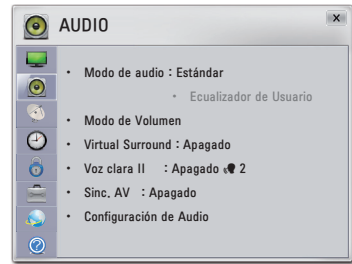 AUDIO
• Modo de audio : Estándar
• Ecualizador de Usuario
• Modo de Volumen
• Virtual Surround : Apagado
• Voz clara II : Apagado 2
• Sinc. AV : Apagado
• Configuración de Audio